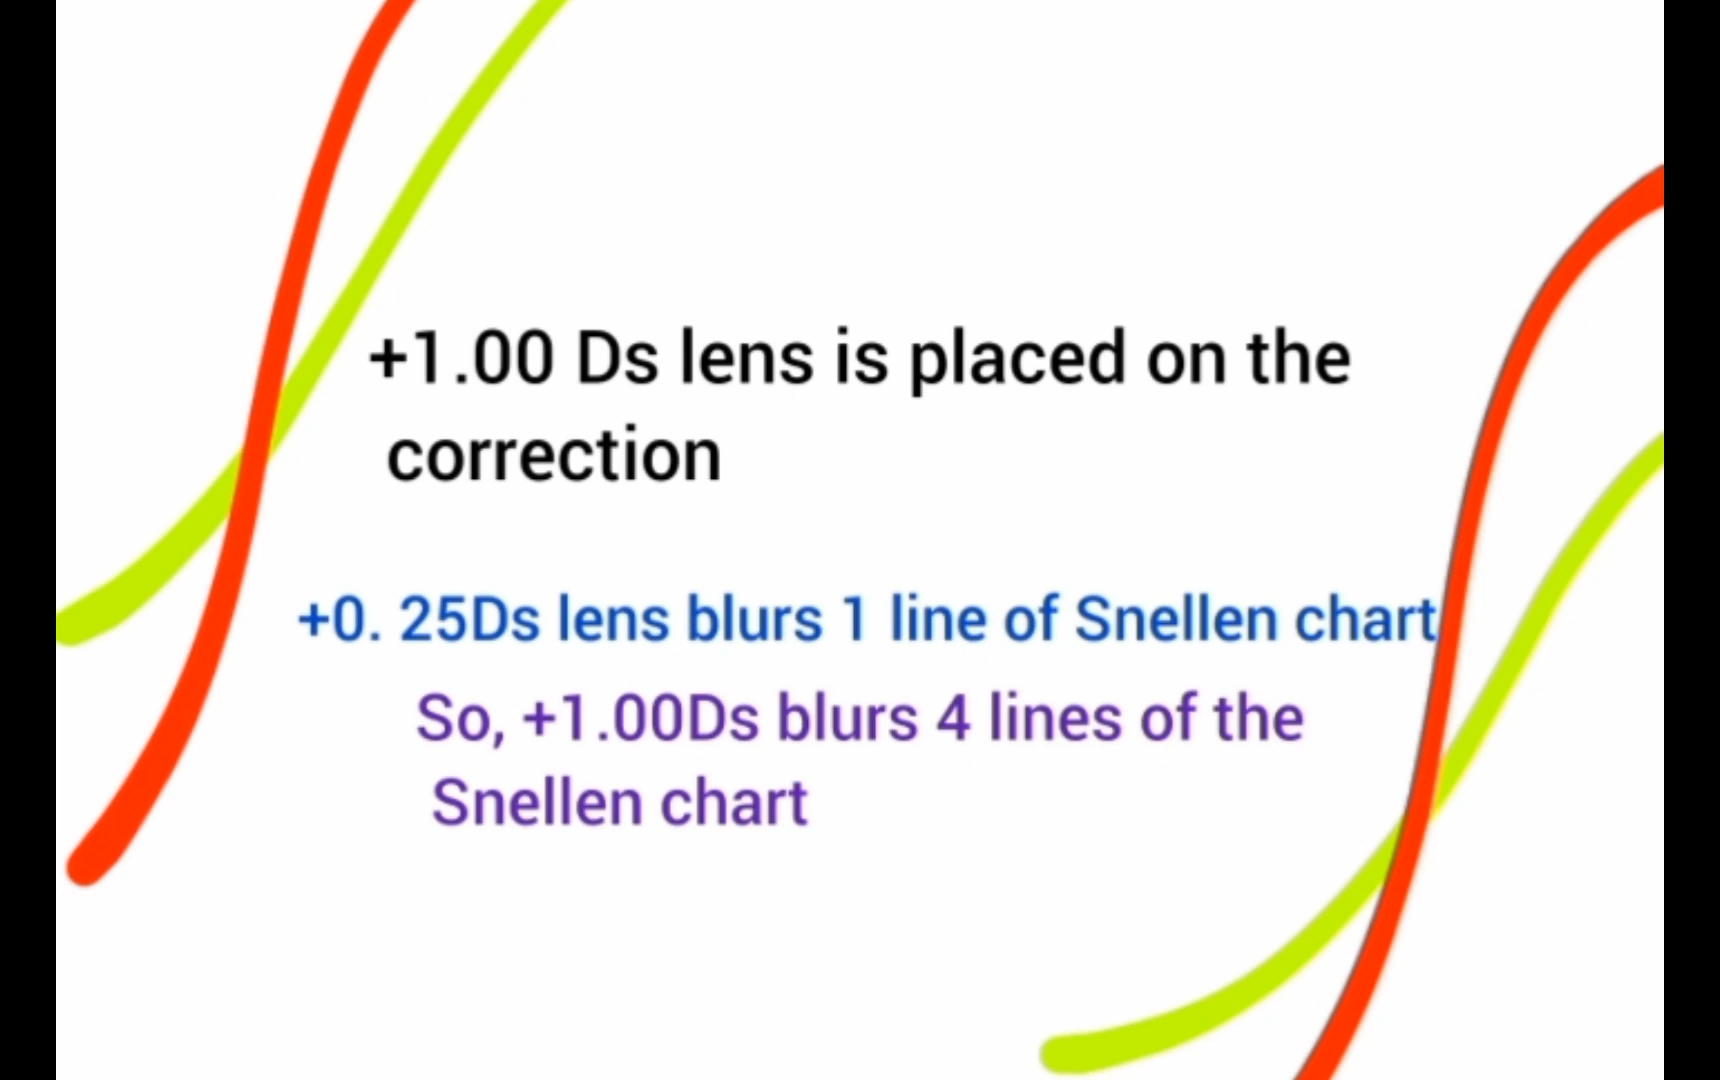 +1.00 Ds lens is placed on the
correction
+0. 25Ds lens blurs 1 line of Snellen chart
So, +1.00Ds blurs 4 lines of the
Snellen chart